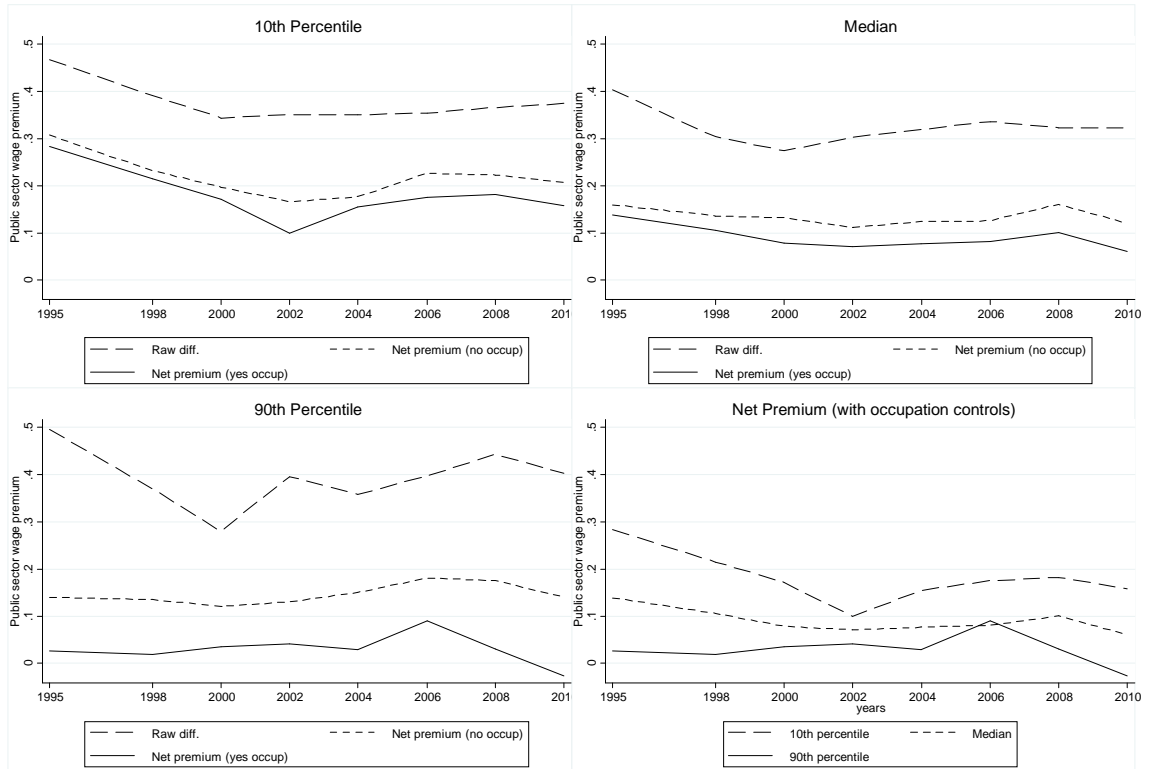 10th Percentile
Public sector wage premium
.5
.4
.3
.2
.1
0
1995 1998 2000 2002 2004 2006 2008 201
Raw diff. Net premium (no occup)
Net premium (yes occup)
Median
Public sector wage premium
.5
.4
.3
.2
.1
0
1995 1998 2000 2002 2004 2006 2008 2010
Raw diff. Net premium (no occup)
Net premium (yes occup)
90th Percentile
Public sector wage premium
.5
.4
.3
.2
.1
0
1995 1998 2000 2002 2004 2006 2008 201
Raw diff. Net premium (no occup)
Net premium (yes occup)
Net Premium (with occupation controls)
Public sector wage premium
.5
.4
.3
.2
.1
0
1995 1998 2000 2002 2004 2006 2008 2010
years
10th percentile Median
90th percentile